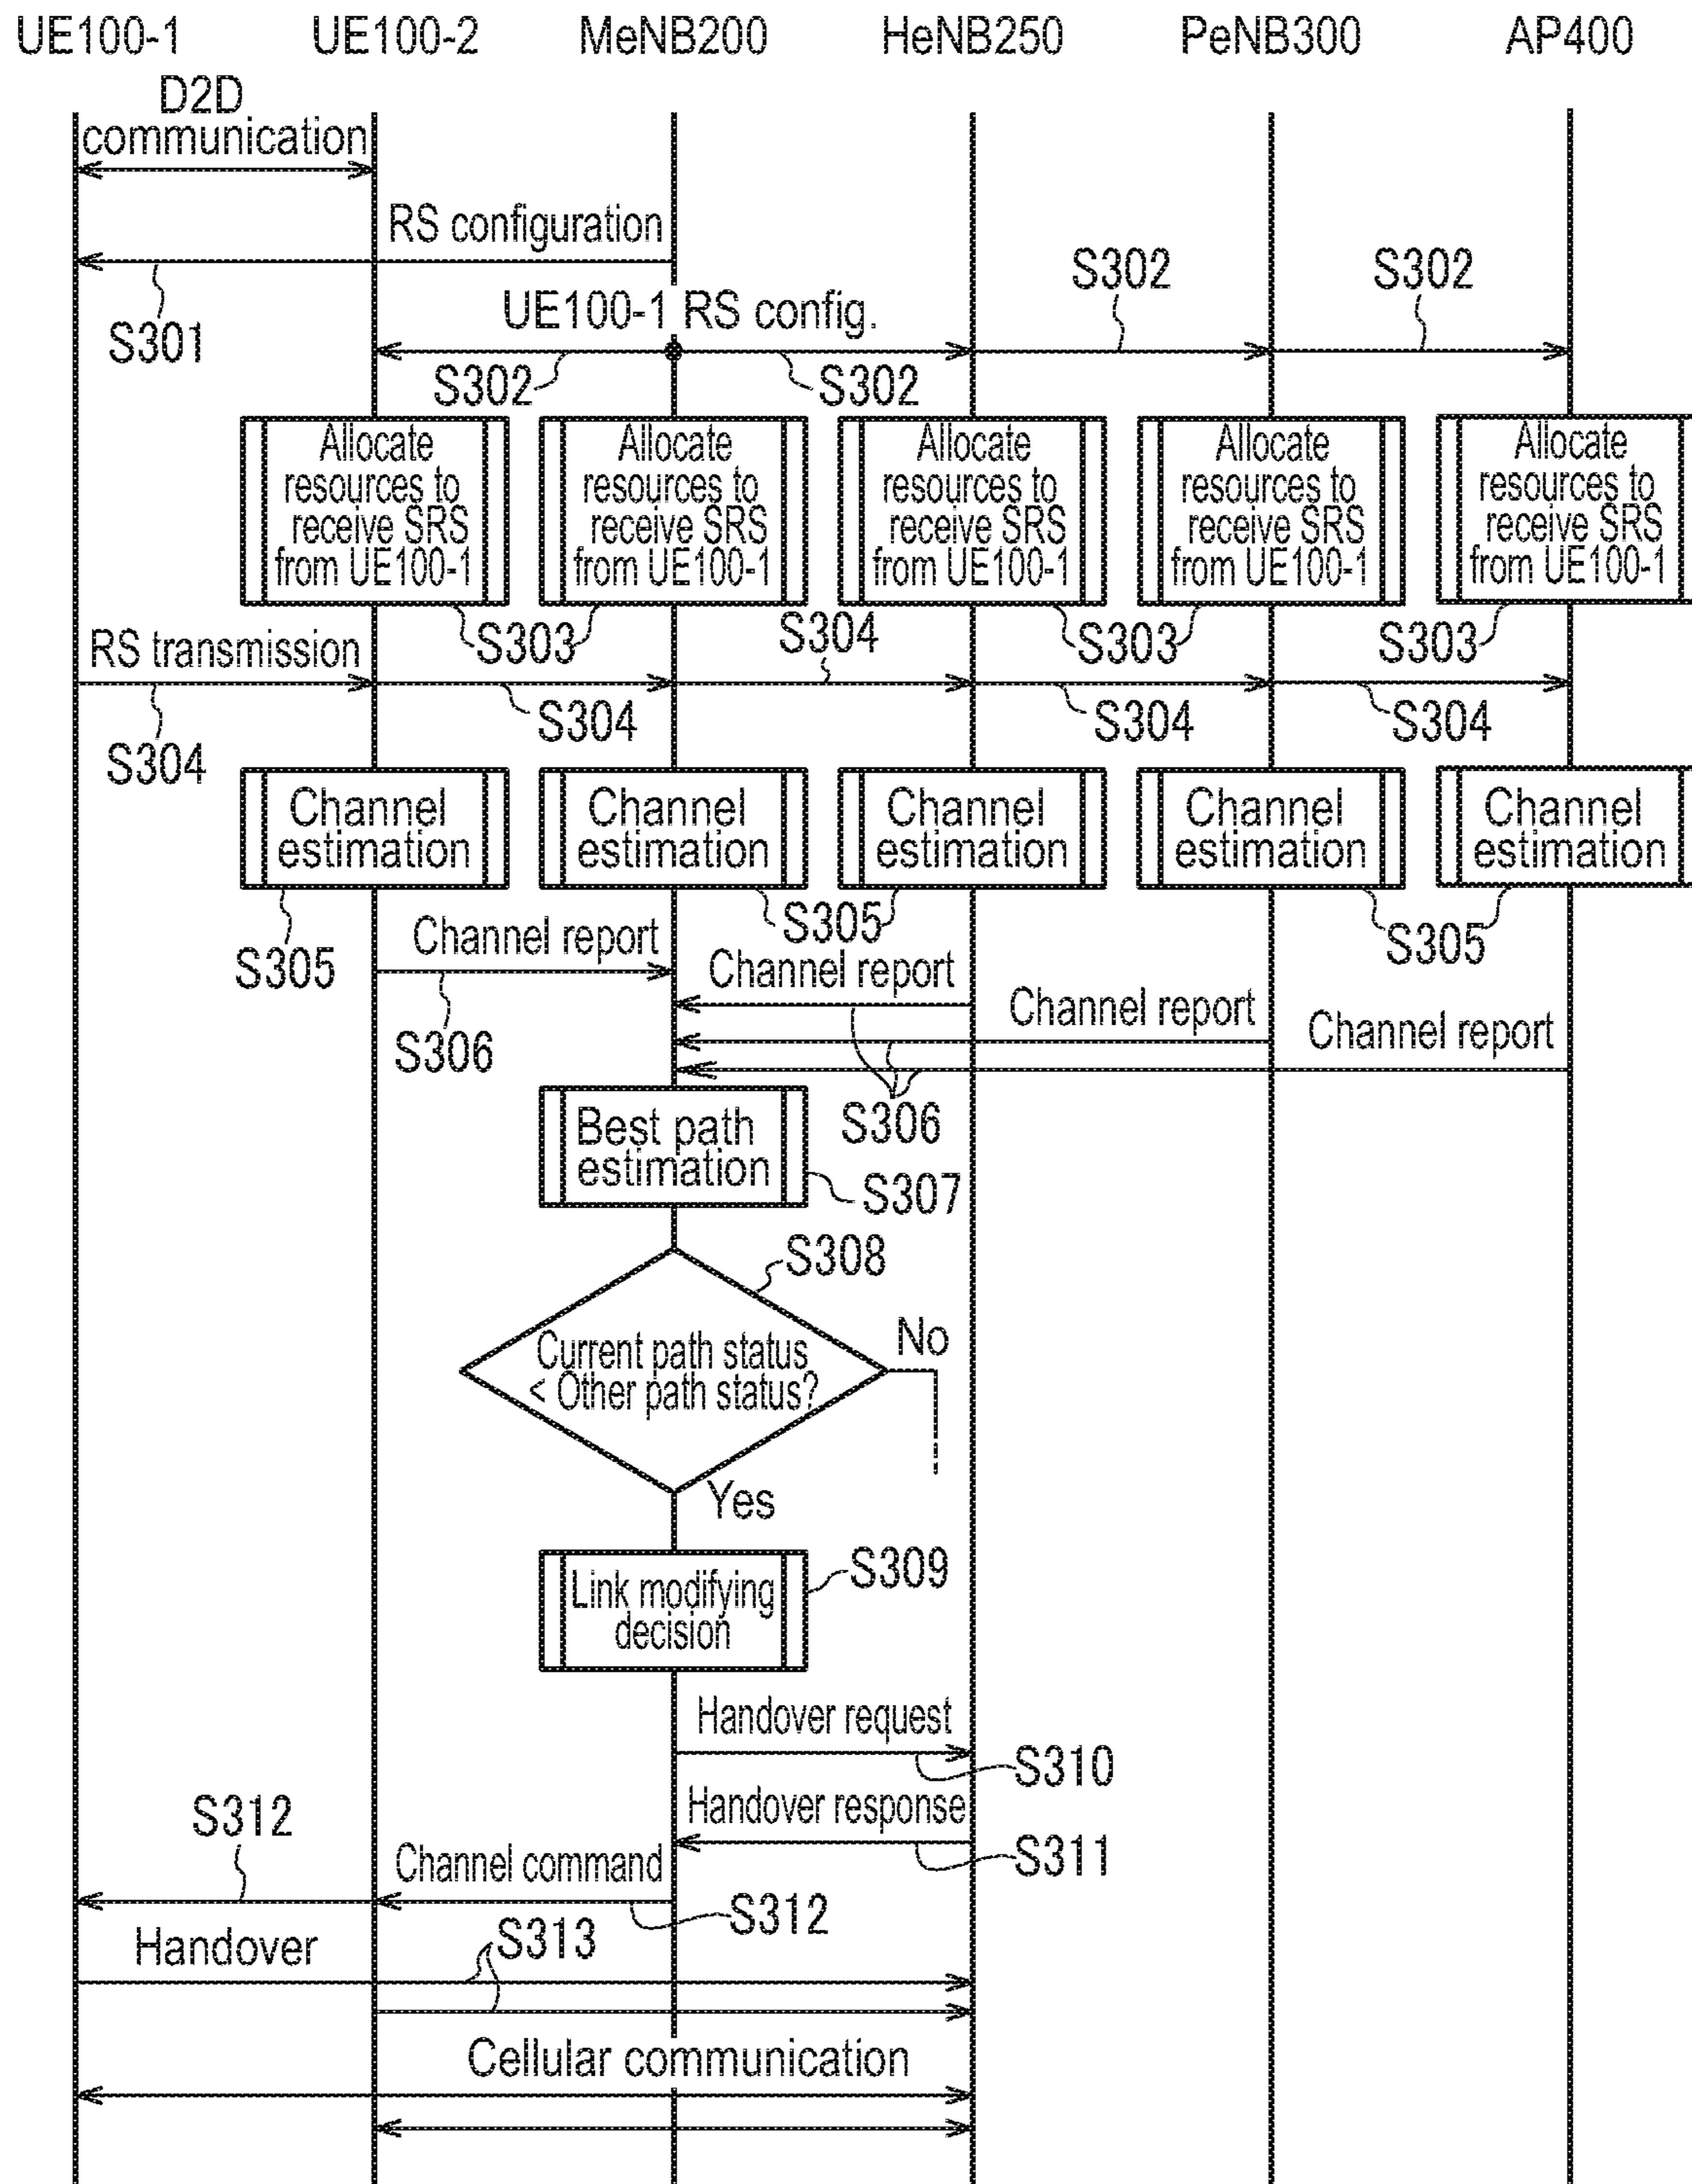 UE100-1 UE100-2 MeNB200 HeNB250 PeNB300 AP400
D2D
communication
RS configuration
S301
UE100-1 RS config.
S302
S302
S302
S302
Allocate
resources to
receive SRS
from UE100-1
Allocate
resources to
receive SRS
from UE100-1
Allocate
resources to
receive SRS
from UE100-1
Allocate
resources to
receive SRS
from UE100-1
Allocate
resources to
receive SRS
from UE100-1
S303
S303
S303
RS transmission
S304
S304
S304
S304
S304
Channel
estimation
Channel
estimation
Channel
estimation
Channel
estimation
Channel
estimation
S305
S305
S305
Channel report
S306
Channel report
Channel report
Channel report
S306
Best path
estimation
S307
S308
Current path status
< Other path status?
No
Yes
Link modifying
decision
S309
Handover request
S310
Handover response
S311
Channel command
S312
S312
Handover
S313
Cellular communication